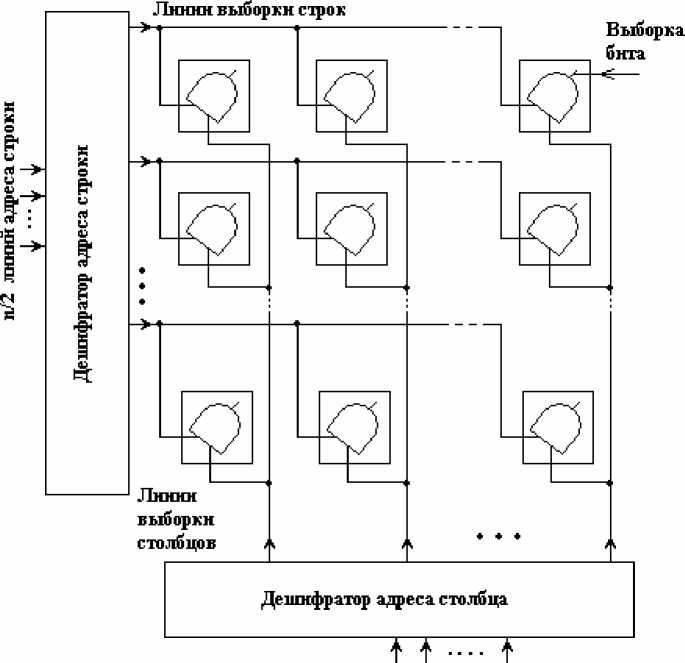 Линии выборки строк
Выборка
бита
n/2 линий адреса строки
Дешифратор адреса строки
Линии
выборки
столбцов
Дешифратор адреса столбца